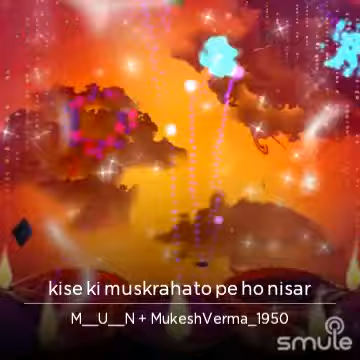 kise ki muskrahato pe ho nisar
M__U__N + MukeshVerma_1950
smule